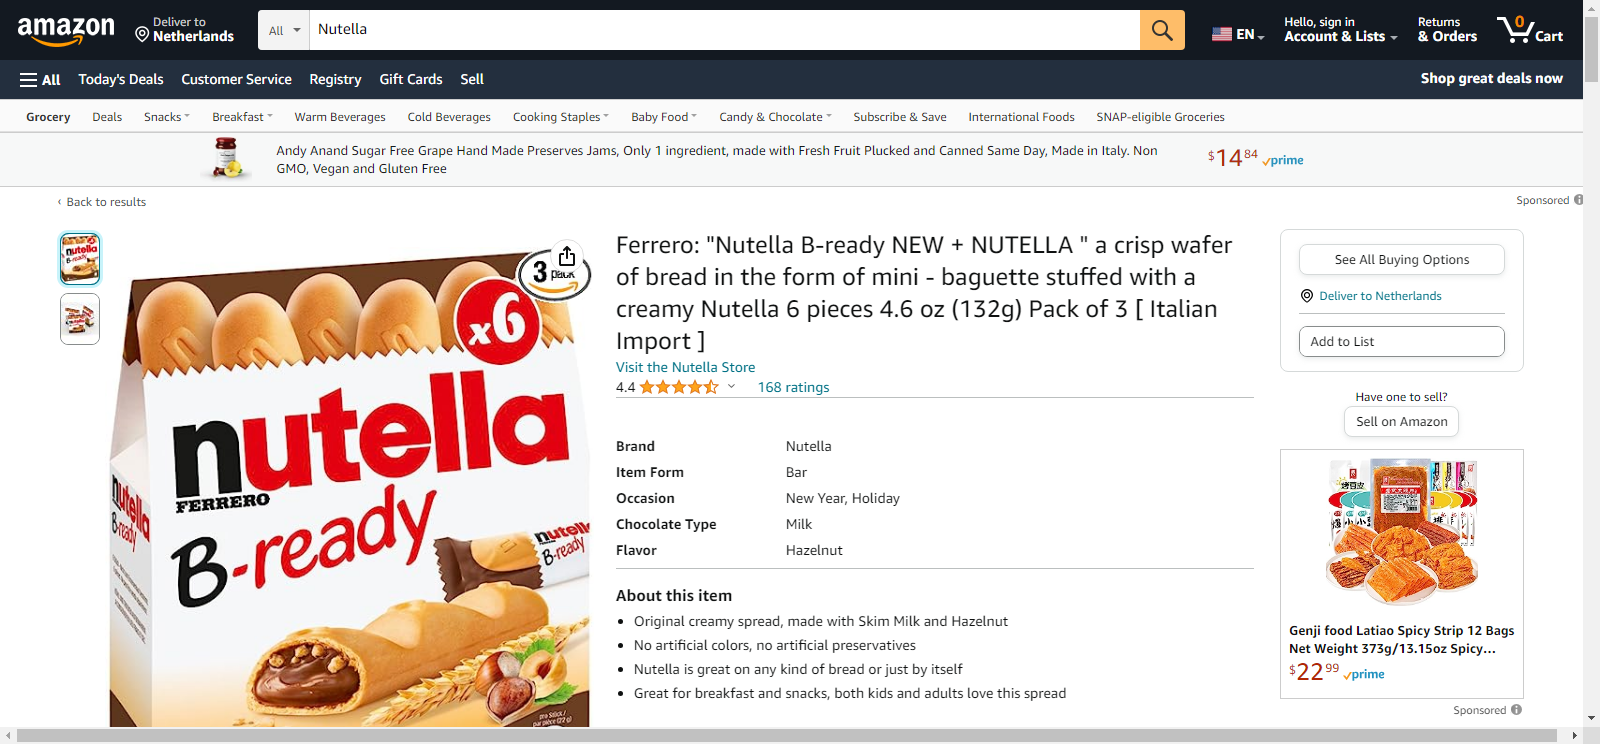 amazon
Deliver to
Netherlands
All
Nutella
EN
Hello, sign in
Account & Lists
Returns
& Orders
0
Cart
All
Today's Deals
Customer Service
Registry
Gift Cards
Sell
Shop great deals now
Grocery
Deals
Snacks
Breakfast
Warm Beverages
Cold Beverages
Cooking Staples
Baby Food
Candy & Chocolate
Subscribe & Save
International Foods
SNAP-eligible Groceries
Andy Anand Sugar Free Grape Hand Made Preserves Jams, Only 1 ingredient, made with Fresh Fruit Plucked and Canned Same Day, Made in Italy. Non
GMO, Vegan and Gluten Free
$14 84 prime
‹ Back to results
Sponsored
nutella
B-ready
3 pack
x6
nutella
FERRERO
B-ready
nutella
B-ready
nutell
B-ready
pro Stück /
par pièce (22 g)
Ferrero: "Nutella B-ready NEW + NUTELLA " a crisp wafer
of bread in the form of mini - baguette stuffed with a
creamy Nutella 6 pieces 4.6 oz (132g) Pack of 3 [ Italian
Import ]
Visit the Nutella Store
4.4
168 ratings
Brand Nutella
Item Form Bar
Occasion New Year, Holiday
Chocolate Type Milk
Flavor Hazelnut
About this item
• Original creamy spread, made with Skim Milk and Hazelnut
• No artificial colors, no artificial preservatives
• Nutella is great on any kind of bread or just by itself
• Great for breakfast and snacks, both kids and adults love this spread
See All Buying Options
Deliver to Netherlands
Add to List
Have one to sell?
Sell on Amazon
Genji food Latiao Spicy Strip 12 Bags
Net Weight 373g/13.15oz Spicy...
$22 99 prime
Sponsored